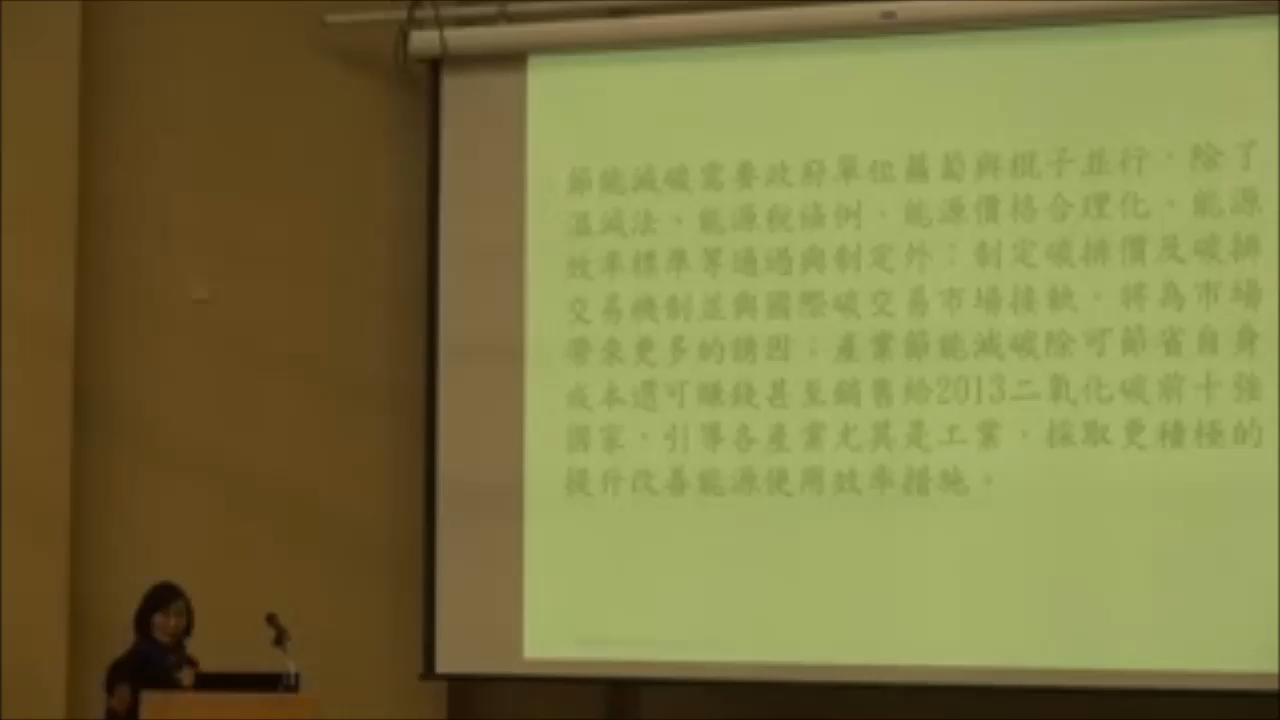 節能減碳需要政府單位蘿蔔與棍子並行,除了
溫減法、能源稅條例、能源價格合理化、能源
效率標準等通過與制定外;制定碳排價及碳排
交易機制並與國際碳交易市場接軌,將為市場
帶來更多的誘因;產業節能減碳除可節省自身
成本還可賺錢甚至銷售給2013二氧化碳前十強
國家,引導各產業尤其是工業,採取更積極的
提升改善能源使用效率措施。